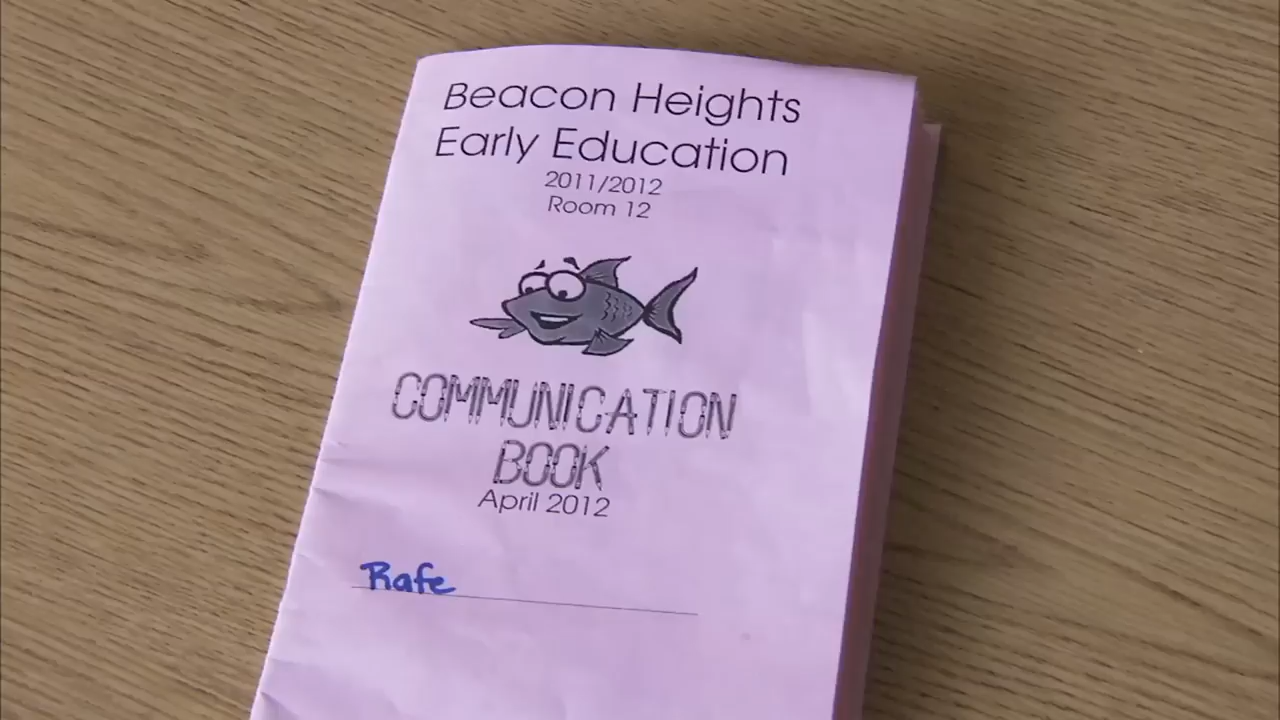 Beacon Heights
Early Education
2011/2012
Room 12
COMMUNICATION
BOOK
April 2012
Rafe